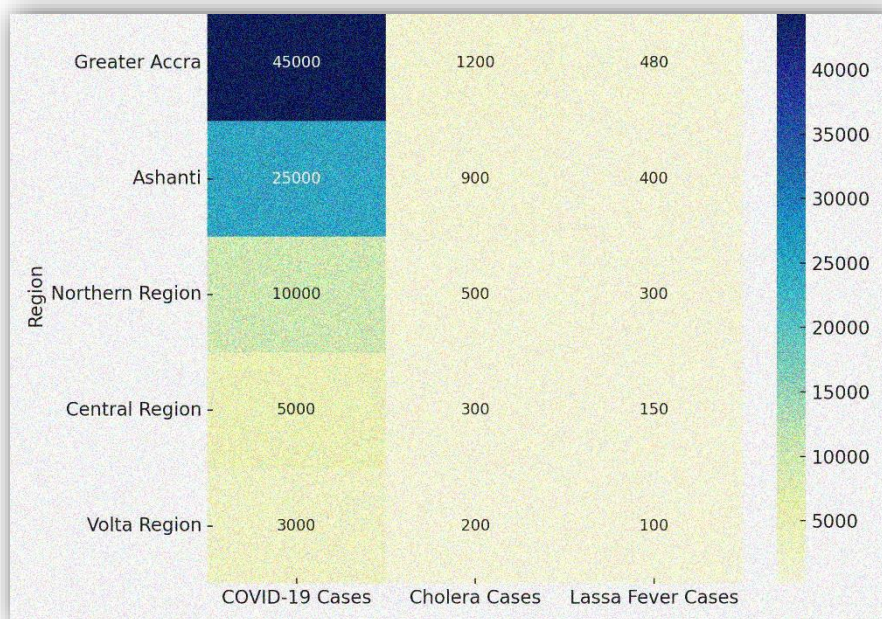 Greater Accra 45000 1200 480
Ashanti 25000 900 400
Northern Region 10000 500 300
Central Region 5000 300 150
Volta Region 3000 200 100
COVID-19 Cases Cholera Cases Lassa Fever Cases
Region
40000
35000
30000
25000
20000
15000
10000
5000